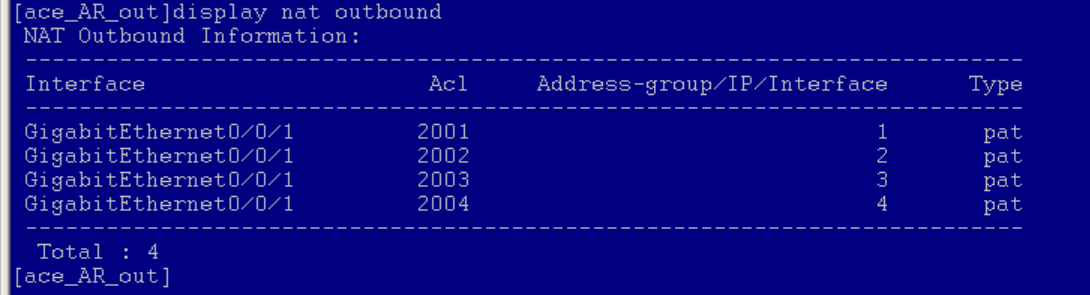 [ace_AR_out]display nat outbound
NAT Outbound Information:
--------------------------------------------------------------------------
Interface Acl Address-group/IP/Interface Type
--------------------------------------------------------------------------
GigabitEthernet0/0/1 2001 1 pat
GigabitEthernet0/0/1 2002 2 pat
GigabitEthernet0/0/1 2003 3 pat
GigabitEthernet0/0/1 2004 4 pat
--------------------------------------------------------------------------
Total : 4
[ace_AR_out]